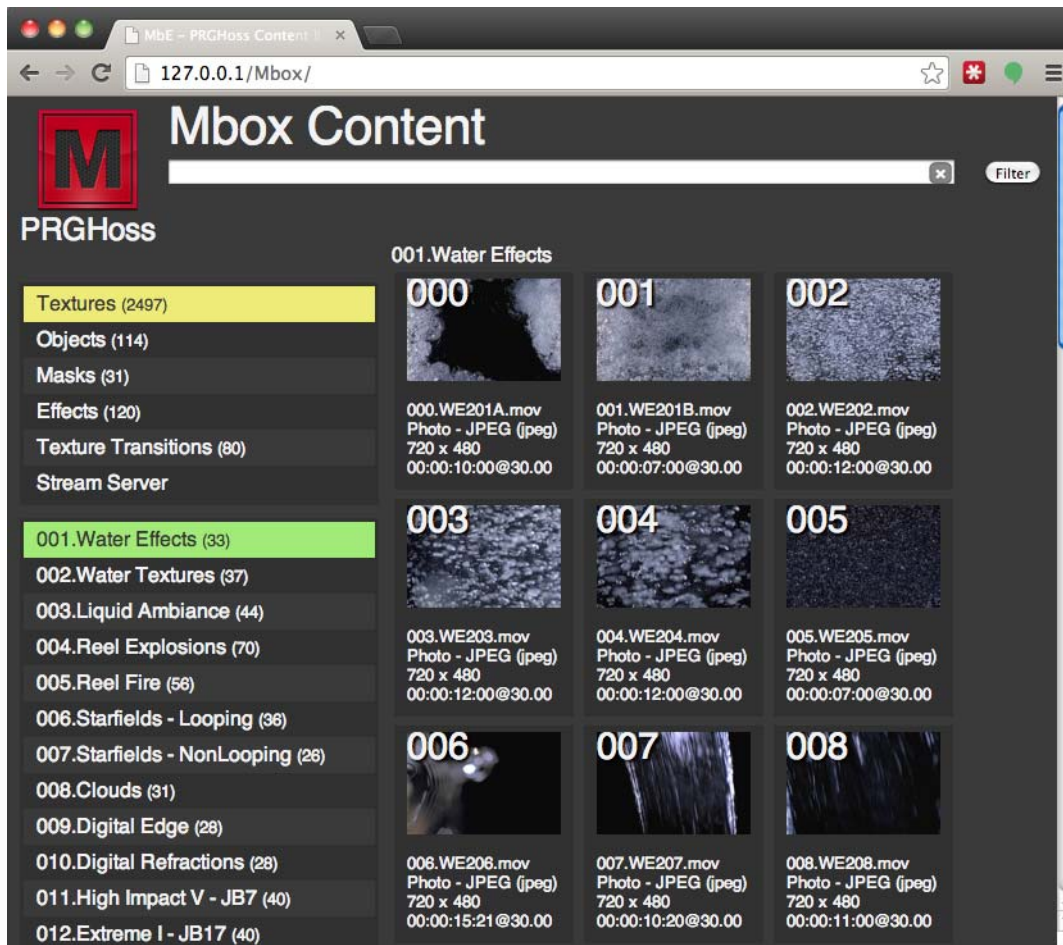 MbE – PRGHoss Content
127.0.0.1/Mbox/
M
Mbox Content
Filter
PRGHoss
Textures (2497)
Objects (114)
Masks (31)
Effects (120)
Texture Transitions (80)
Stream Server
001.Water Effects (33)
002.Water Textures (37)
003.Liquid Ambiance (44)
004.Reel Explosions (70)
005.Reel Fire (56)
006.Starfields - Looping (36)
007.Starfields - NonLooping (26)
008.Clouds (31)
009.Digital Edge (28)
010.Digital Refractions (28)
011.High Impact V - JB7 (40)
012.Extreme I - JB17 (40)
001.Water Effects
000
000.WE201A.mov
Photo - JPEG (jpeg)
720 x 480
00:00:10:00@30.00
001
001.WE201B.mov
Photo - JPEG (jpeg)
720 x 480
00:00:07:00@30.00
002
002.WE202.mov
Photo - JPEG (jpeg)
720 x 480
00:00:12:00@30.00
003
003.WE203.mov
Photo - JPEG (jpeg)
720 x 480
00:00:12:00@30.00
004
004.WE204.mov
Photo - JPEG (jpeg)
720 x 480
00:00:12:00@30.00
005
005.WE205.mov
Photo - JPEG (jpeg)
720 x 480
00:00:07:00@30.00
006
006.WE206.mov
Photo - JPEG (jpeg)
720 x 480
00:00:15:21@30.00
007
007.WE207.mov
Photo - JPEG (jpeg)
720 x 480
00:00:10:20@30.00
008
008.WE208.mov
Photo - JPEG (jpeg)
720 x 480
00:00:11:00@30.00